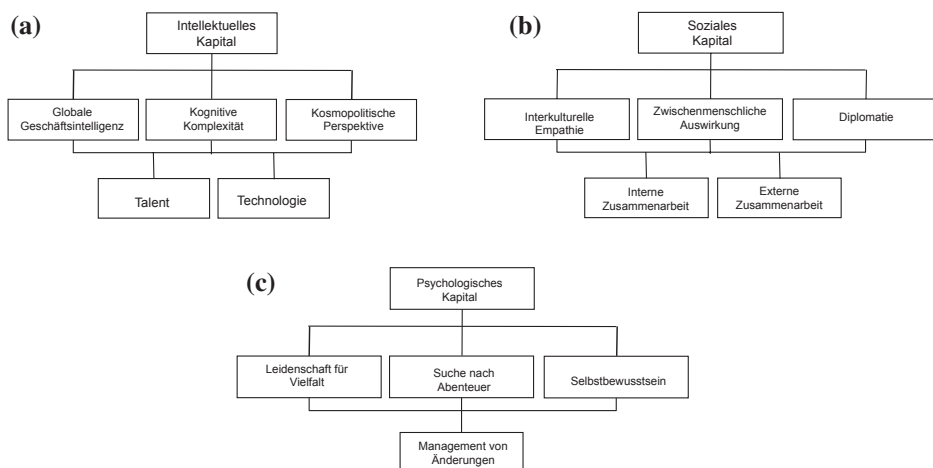 (a)
Intellektuelles
Kapital
Globale
Geschäftsintelligenz
Kognitive
Komplexität
Kosmopolitische
Perspektive
Talent
Technologie
(b)
Soziales
Kapital
Interkulturelle
Empathie
Zwischenmenschliche
Auswirkung
Diplomatie
Interne
Zusammenarbeit
Externe
Zusammenarbeit
(c)
Psychologisches
Kapital
Leidenschaft für
Vielfalt
Suche nach
Abenteuer
Selbstbewusstsein
Management von
Änderungen